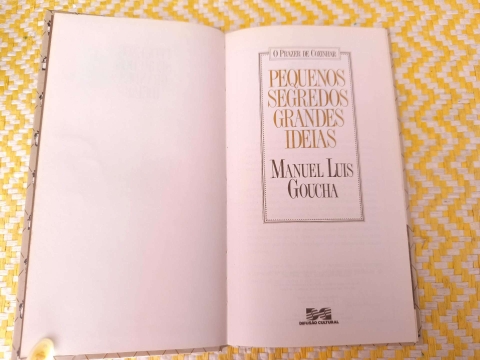 O PRAZER DE COZINHAR
PEQUENOS
SEGREDOS
GRANDES
IDEIAS
MANUEL LUIS
GOUCHA
DIFUSÃO CULTURAL